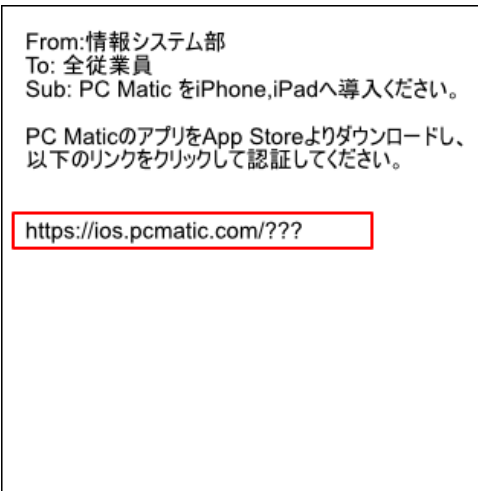 From:情報システム部
To: 全従業員
Sub: PC Matic をiPhone,iPadへ導入ください。
PC MaticのアプリをApp Storeよりダウンロードし、
以下のリンクをクリックして認証してください。
https://ios.pcmatic.com/???